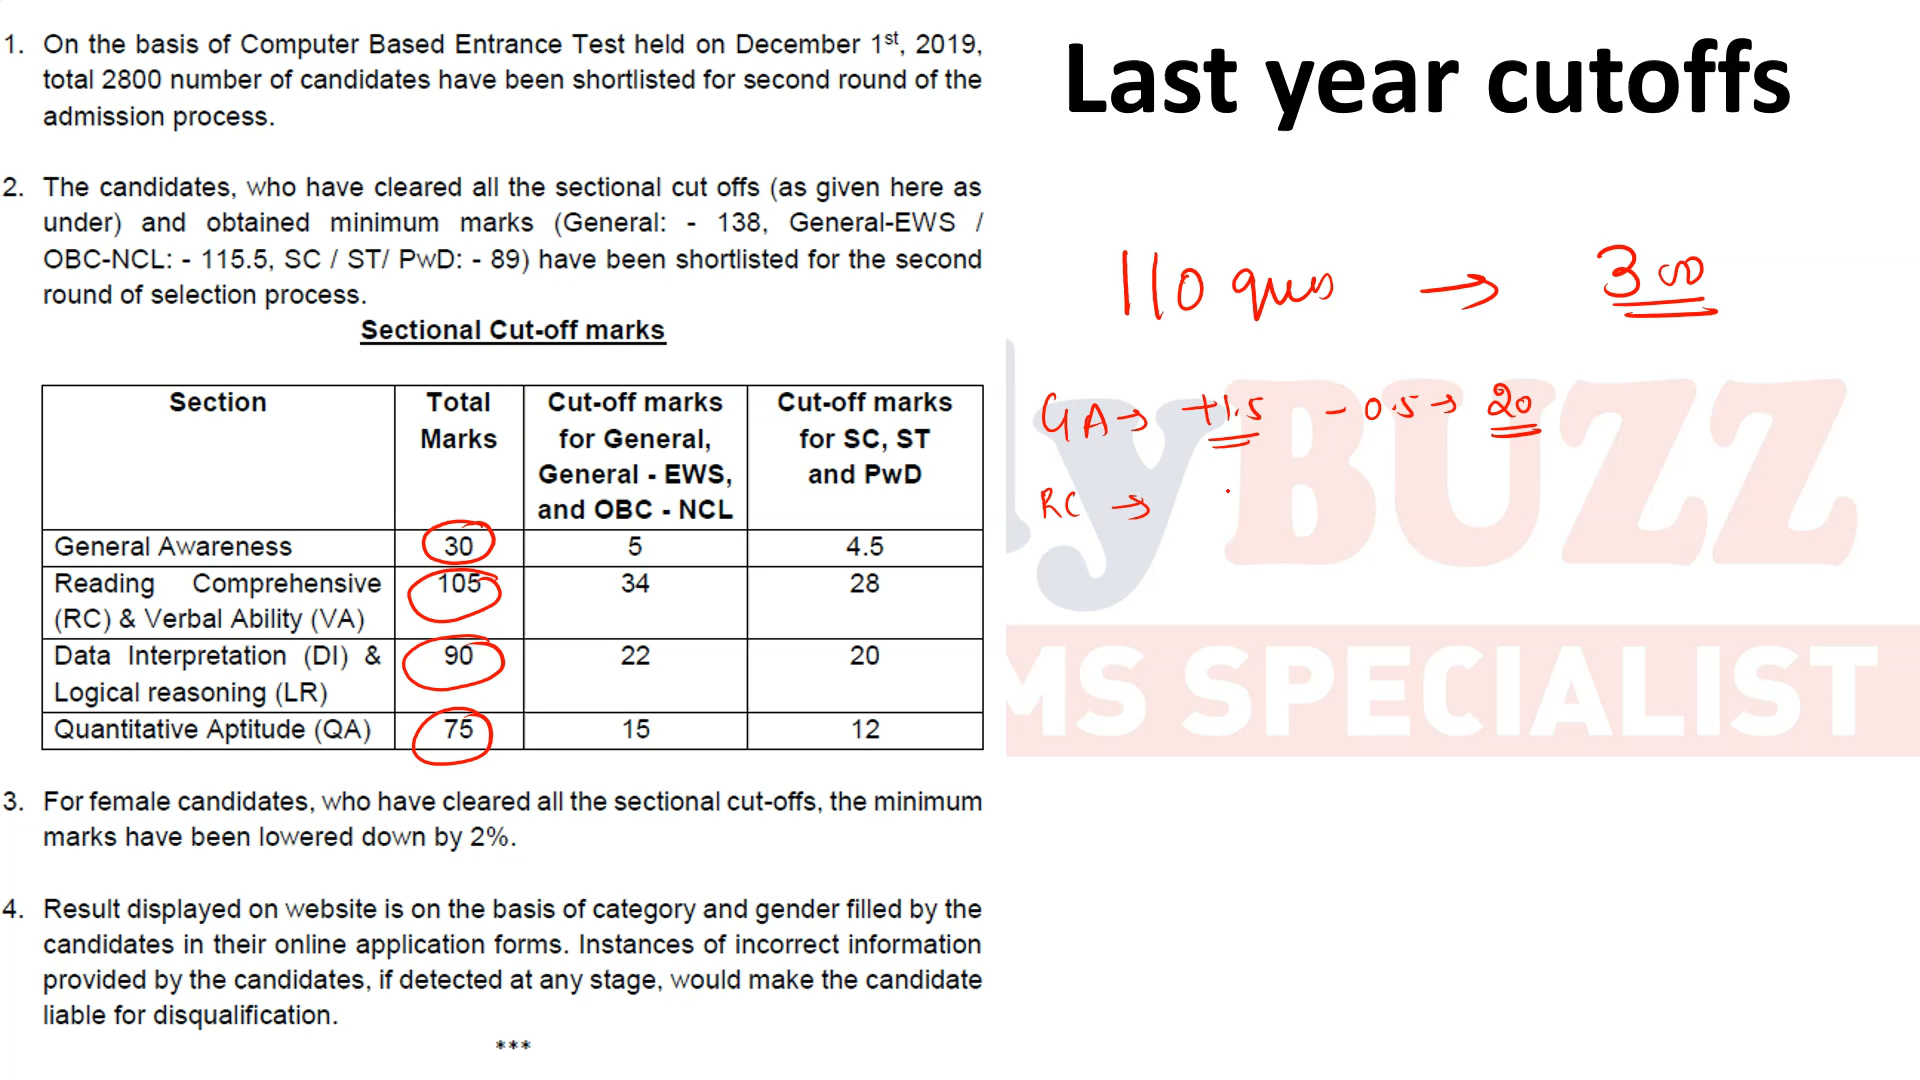 1. On the basis of Computer Based Entrance Test held on December 1st, 2019,
total 2800 number of candidates have been shortlisted for second round of the
admission process.
2. The candidates, who have cleared all the sectional cut offs (as given here as
under) and obtained minimum marks (General: - 138, General-EWS /
OBC-NCL: - 115.5, SC / ST/ PwD: - 89) have been shortlisted for the second
round of selection process.
Sectional Cut-off marks
Section Total Marks Cut-off marks for General, General - EWS, and OBC - NCL Cut-off marks for SC, ST and PwD
General Awareness 30 5 4.5
Reading Comprehensive (RC) & Verbal Ability (VA) 105 34 28
Data Interpretation (DI) & Logical reasoning (LR) 90 22 20
Quantitative Aptitude (QA) 75 15 12
3. For female candidates, who have cleared all the sectional cut-offs, the minimum
marks have been lowered down by 2%.
4. Result displayed on website is on the basis of category and gender filled by the
candidates in their online application forms. Instances of incorrect information
provided by the candidates, if detected at any stage, would make the candidate
liable for disqualification.
***
Last year cutoffs
110 ques → 300
GA → +1.5 - 0.5 → 20
RC →
yBUZZ
MS SPECIALIST